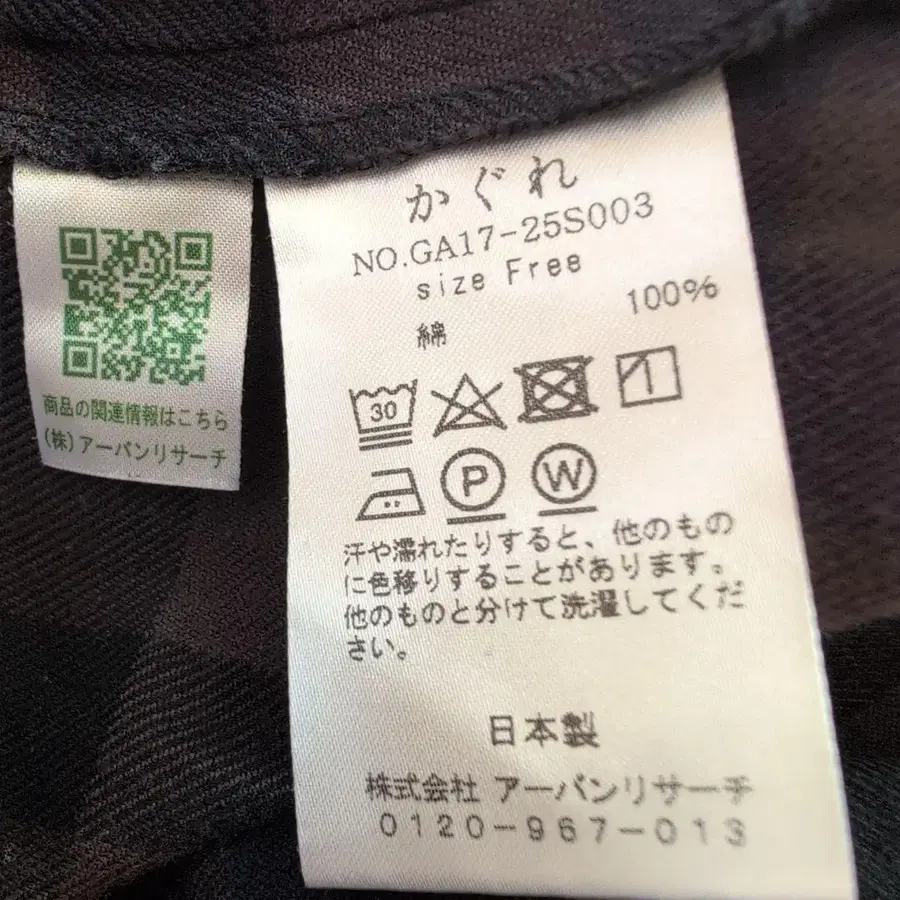 商品の関連情報はこちら
(株)アーバンリサーチ
かぐれ
NO.GA17-25S003
size Free
綿 100%
30
P W
汗や濡れたりすると、他のもの
に色移りすることがあります。
他のものと分けて洗濯してくだ
さい。
日本製
株式会社 アーバンリサーチ
0120-967-013